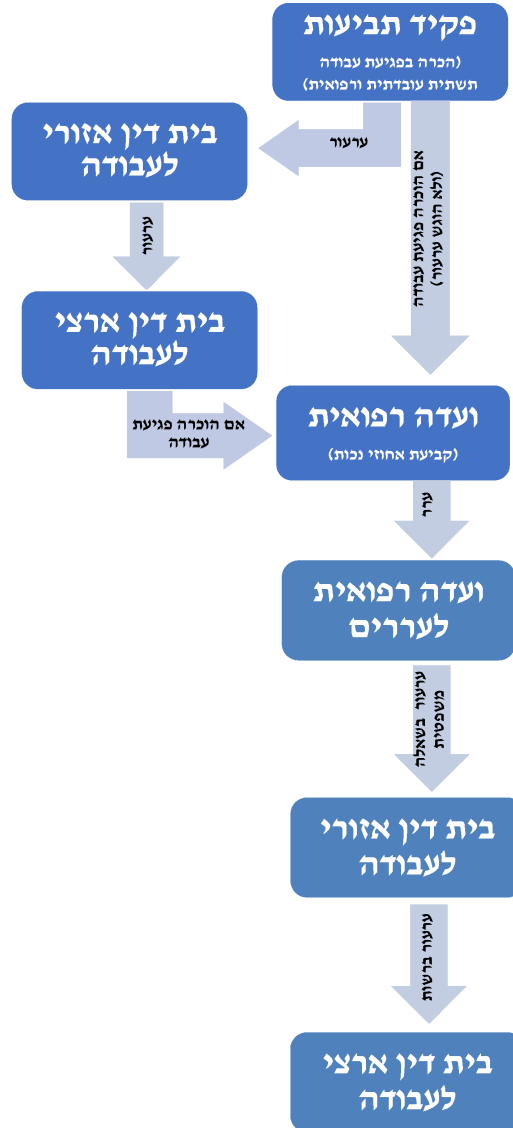 פקיד תביעות
(הכרה בפגיעת עבודה
תשתית עובדתית ורפואית)
ערעור
אם הוכרה פגיעת עבודה
(ולא הוגש ערעור)
בית דין אזורי
לעבודה
ערעור
בית דין ארצי
לעבודה
אם הוכרה פגיעת
עבודה
ועדה רפואית
(קביעת אחוזי נכות)
ערר
ועדה רפואית
לעררים
ערעור בשאלה
משפטית
בית דין אזורי
לעבודה
ערעור ברשות
בית דין ארצי
לעבודה